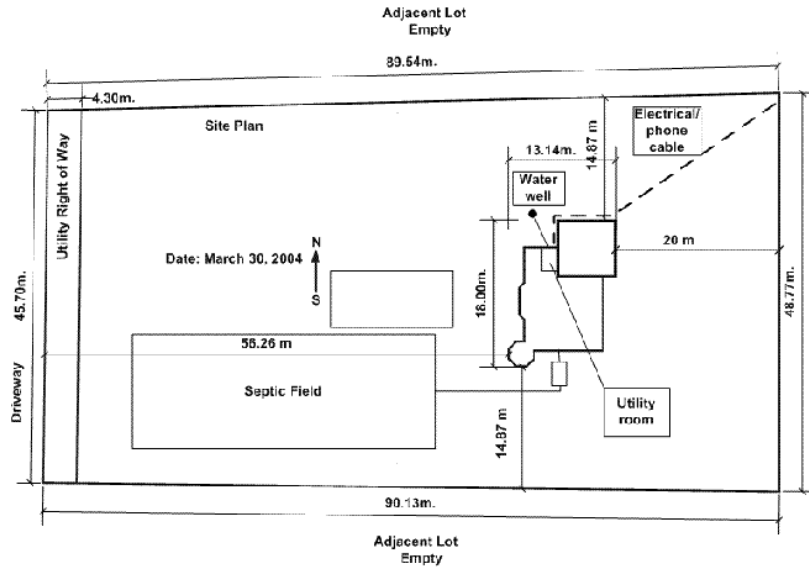 Adjacent Lot
Empty
89.54m.
4.30m.
Site Plan
Electrical/
phone
cable
13.14m.
14.87 m
Water
well
Utility Right of Way
N
Date: March 30, 2004
S
20 m
18.00m.
45.70m.
48.77m.
56.26 m
Driveway
Septic Field
Utility
room
14.87 m
90.13m.
Adjacent Lot
Empty